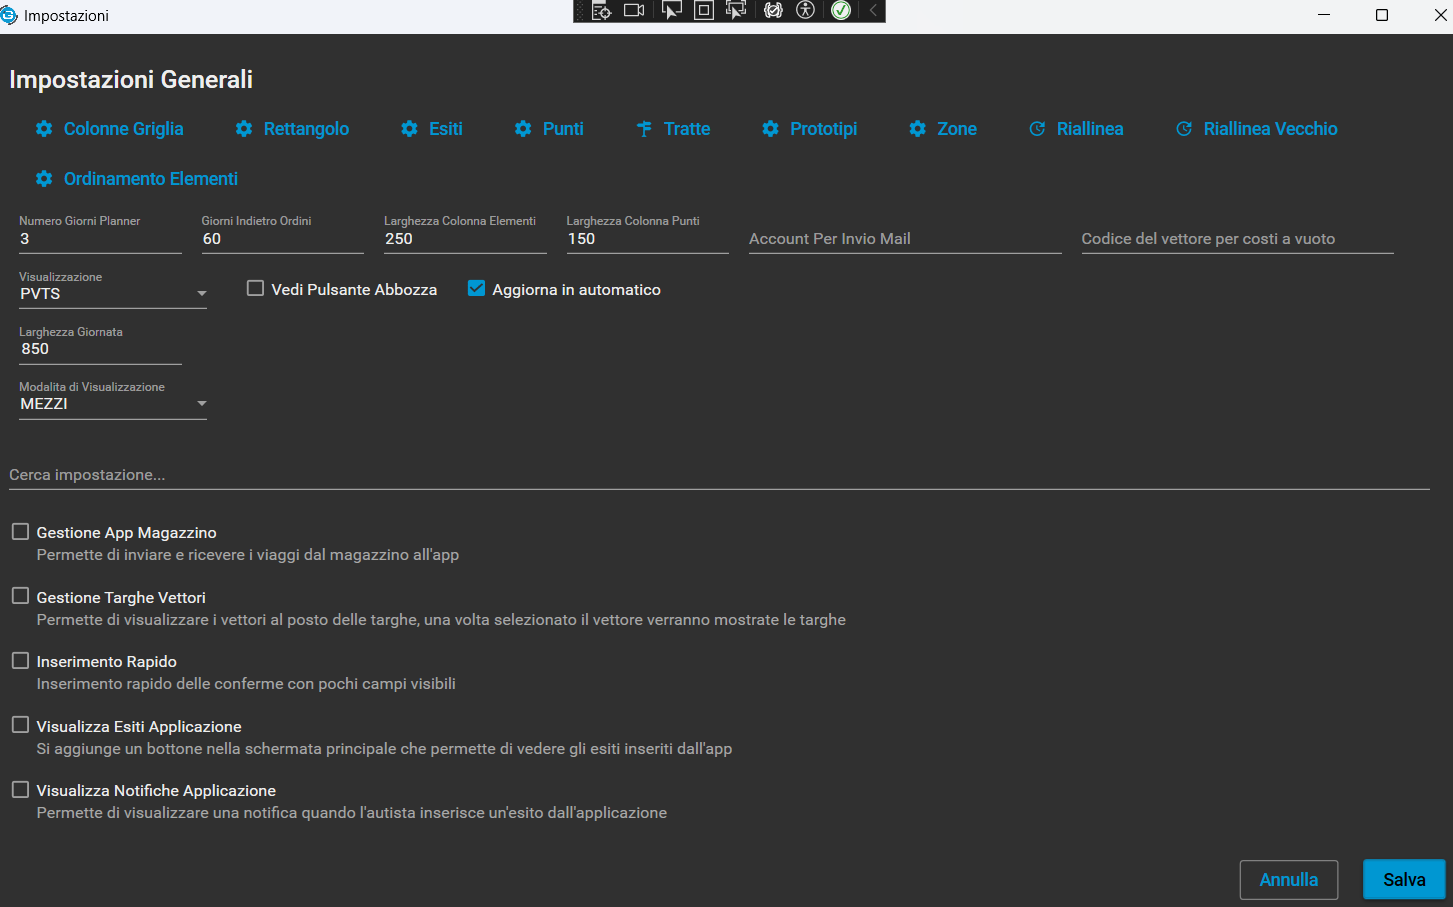 Impostazioni
Impostazioni Generali
Colonne Griglia Rettangolo Esiti Punti Tratte Prototipi Zone Riallinea Riallinea Vecchio
Ordinamento Elementi
Numero Giorni Planner Giorni Indietro Ordini Larghezza Colonna Elementi Larghezza Colonna Punti
3 60 250 150 Account Per Invio Mail Codice del vettore per costi a vuoto
Visualizzazione
PVTS Vedi Pulsante Abbozza Aggiorna in automatico
Larghezza Giornata
850
Modalita di Visualizzazione
MEZZI
Cerca impostazione...
Gestione App Magazzino
Permette di inviare e ricevere i viaggi dal magazzino all'app
Gestione Targhe Vettori
Permette di visualizzare i vettori al posto delle targhe, una volta selezionato il vettore verranno mostrate le targhe
Inserimento Rapido
Inserimento rapido delle conferme con pochi campi visibili
Visualizza Esiti Applicazione
Si aggiunge un bottone nella schermata principale che permette di vedere gli esiti inseriti dall'app
Visualizza Notifiche Applicazione
Permette di visualizzare una notifica quando l'autista inserisce un'esito dall'applicazione
Annulla Salva